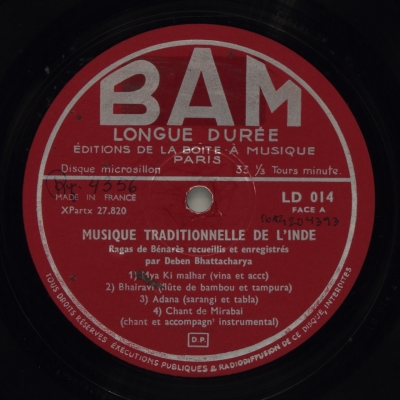 BAM
LONGUE DURÉE
ÉDITIONS DE LA BOITE À MUSIQUE
PARIS
Disque microsillon 33 1/3 Tours minute.
MADE IN FRANCE
XPartx 27.820
LD 014
FACE A
MUSIQUE TRADITIONNELLE DE L'INDE
Ragas de Bénarès recueillis et enregistrés
par Deben Bhattacharya
Ki malhar (vina et acct)
2) Bhairavi (flûte de bambou et tampura)
3) Adana (sarangi et tabla)
4) Chant de Mirabai
(chant et accompagnt instrumental)
D.P.
TOUS DROITS RÉSERVÉS EXÉCUTIONS PUBLIQUES & RADIODIFFUSION DE CE DISQUE, INTERDITES